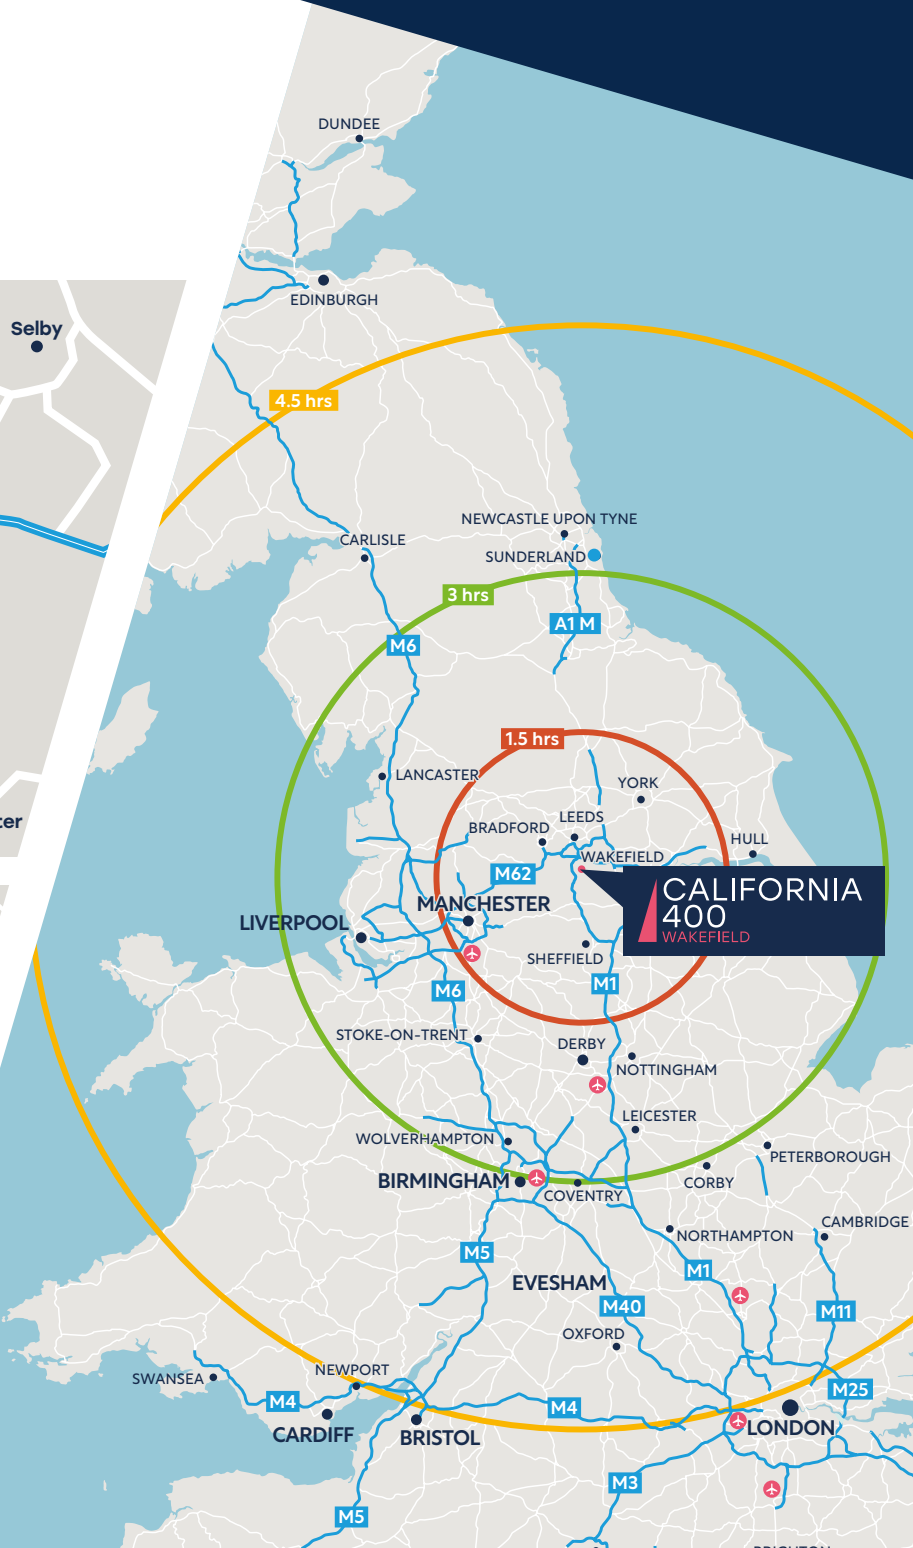 DUNDEE
EDINBURGH
Selby
4.5 hrs
NEWCASTLE UPON TYNE
CARLISLE
SUNDERLAND
3 hrs
A1 M
M6
1.5 hrs
LANCASTER
YORK
LEEDS
BRADFORD
HULL
WAKEFIELD
M62
CALIFORNIA
400
WAKEFIELD
MANCHESTER
LIVERPOOL
SHEFFIELD
M6
M1
STOKE-ON-TRENT
DERBY
NOTTINGHAM
LEICESTER
WOLVERHAMPTON
PETERBOROUGH
BIRMINGHAM
CORBY
COVENTRY
CAMBRIDGE
NORTHAMPTON
M5
M1
EVESHAM
M40
M11
OXFORD
NEWPORT
SWANSEA
M25
M4
M4
LONDON
CARDIFF
BRISTOL
M3
M5